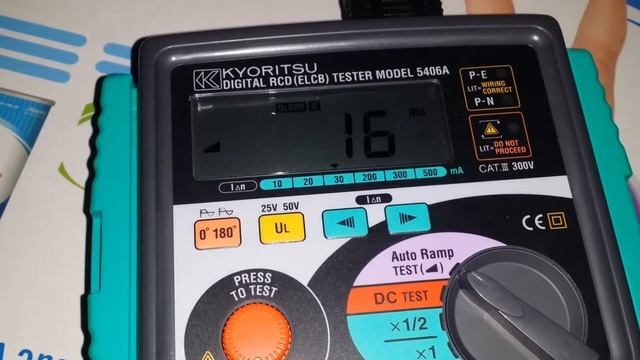 KYORITSU
DIGITAL RCD(ELCB) TESTER MODEL 5406A
UL50V 0°
16 ms
IΔn 10 20 30 200 300 500 mA
P-E
LIT= WIRING CORRECT
P-N
LIT= DO NOT PROCEED
CAT.III 300V
0° 180°
25V 50V
UL
IΔn
CE
PRESS
TO TEST
Auto Ramp
TEST(◢)
DC TEST
×1/2
×1